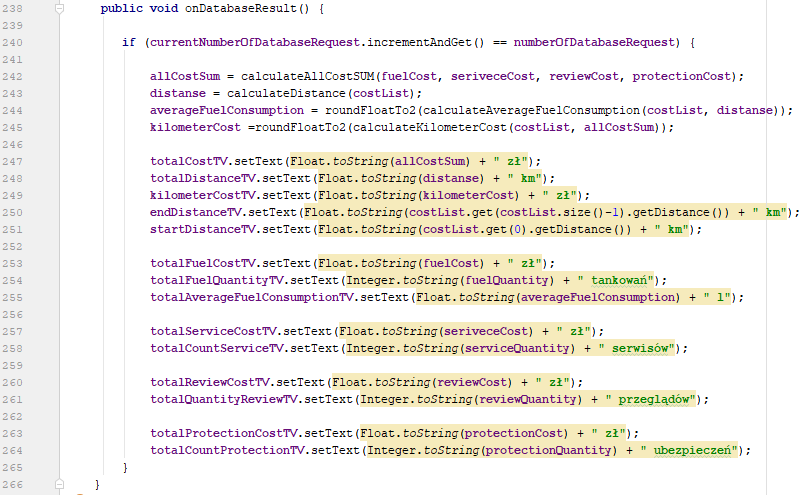 238 public void onDatabaseResult() {
239
240 if (currentNumberOfDatabaseRequest.incrementAndGet() == numberOfDatabaseRequest) {
241
242 allCostSum = calculateAllCostSUM(fuelCost, seriveceCost, reviewCost, protectionCost);
243 distanse = calculateDistance(costList);
244 averageFuelConsumption = roundFloatTo2(calculateAverageFuelConsumption(costList, distanse));
245 kilometerCost =roundFloatTo2(calculateKilometerCost(costList, allCostSum));
246
247 totalCostTV.setText(Float.toString(allCostSum) + " zł");
248 totalDistanceTV.setText(Float.toString(distanse) + " km");
249 kilometerCostTV.setText(Float.toString(kilometerCost) + " zł");
250 endDistanceTV.setText(Float.toString(costList.get(costList.size()-1).getDistance()) + " km");
251 startDistanceTV.setText(Float.toString(costList.get(0).getDistance()) + " km");
252
253 totalFuelCostTV.setText(Float.toString(fuelCost) + " zł");
254 totalFuelQuantityTV.setText(Integer.toString(fuelQuantity) + " tankowań");
255 totalAverageFuelConsumptionTV.setText(Float.toString(averageFuelConsumption) + " l");
256
257 totalServiceCostTV.setText(Float.toString(seriveceCost) + " zł");
258 totalCountServiceTV.setText(Integer.toString(serviceQuantity) + " serwisów");
259
260 totalReviewCostTV.setText(Float.toString(reviewCost) + " zł");
261 totalQuantityReviewTV.setText(Integer.toString(reviewQuantity) + " przeglądów");
262
263 totalProtectionCostTV.setText(Float.toString(protectionCost) + " zł");
264 totalCountProtectionTV.setText(Integer.toString(protectionQuantity) + " ubezpieczeń");
265 }
266 }